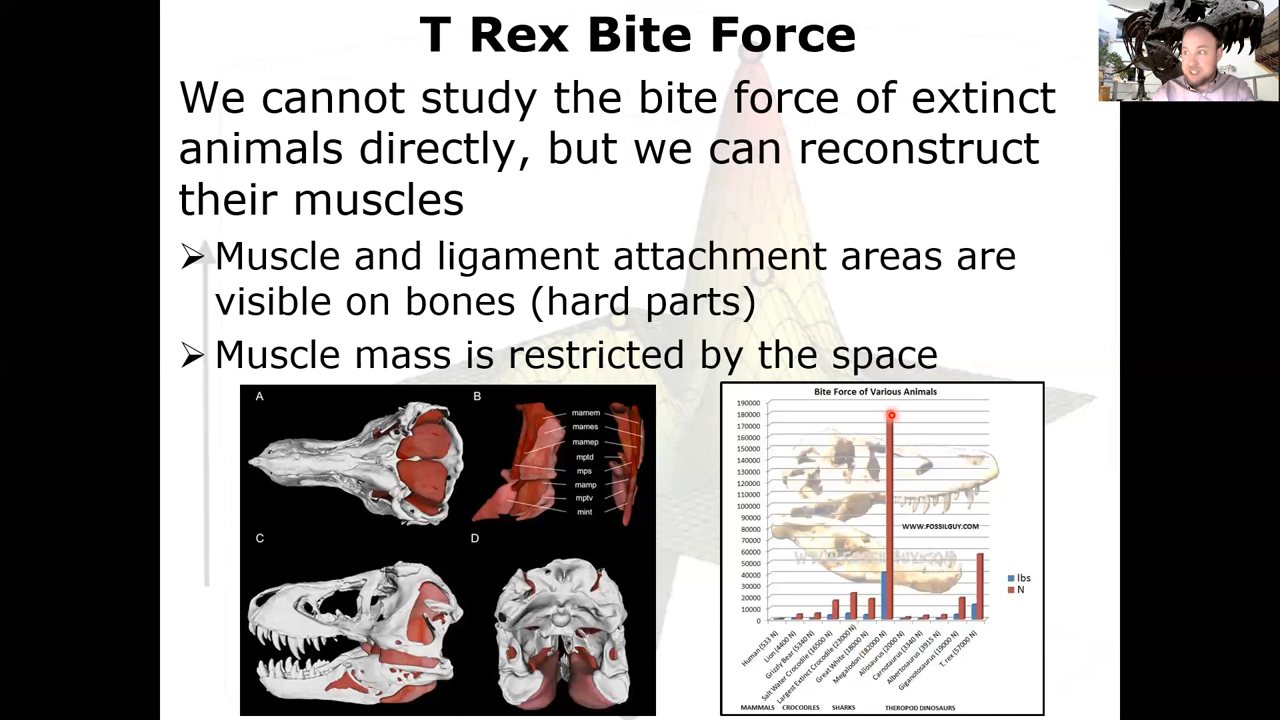 T Rex Bite Force
We cannot study the bite force of extinct
animals directly, but we can reconstruct
their muscles
➢ Muscle and ligament attachment areas are
visible on bones (hard parts)
➢ Muscle mass is restricted by the space
A
B
mamem
mames
mamep
mptd
mps
mamp
mptv
mint
C
D
Bite Force of Various Animals
190000
180000
170000
160000
150000
140000
130000
120000
110000
100000
90000
80000
70000
60000
50000
40000
30000
20000
10000
0
WWW.FOSSILGUY.COM
WWW.FOSSILGUY.COM
lbs
N
Human (533 N)
Lion (4400 N)
Grizzly Bear (5340 N)
Salt Water Crocodile (16500 N)
Largest Extinct Crocodile (23000 N)
Great White (18000 N)
Megalodon (182000 N)
Allosaurus (2000 N)
Carnotaurus (3340 N)
Albertosaurus (3915 N)
Giganotosaurus (19000 N)
T. rex (57000 N)
MAMMALS CROCODILES SHARKS THEROPOD DINOSAURS